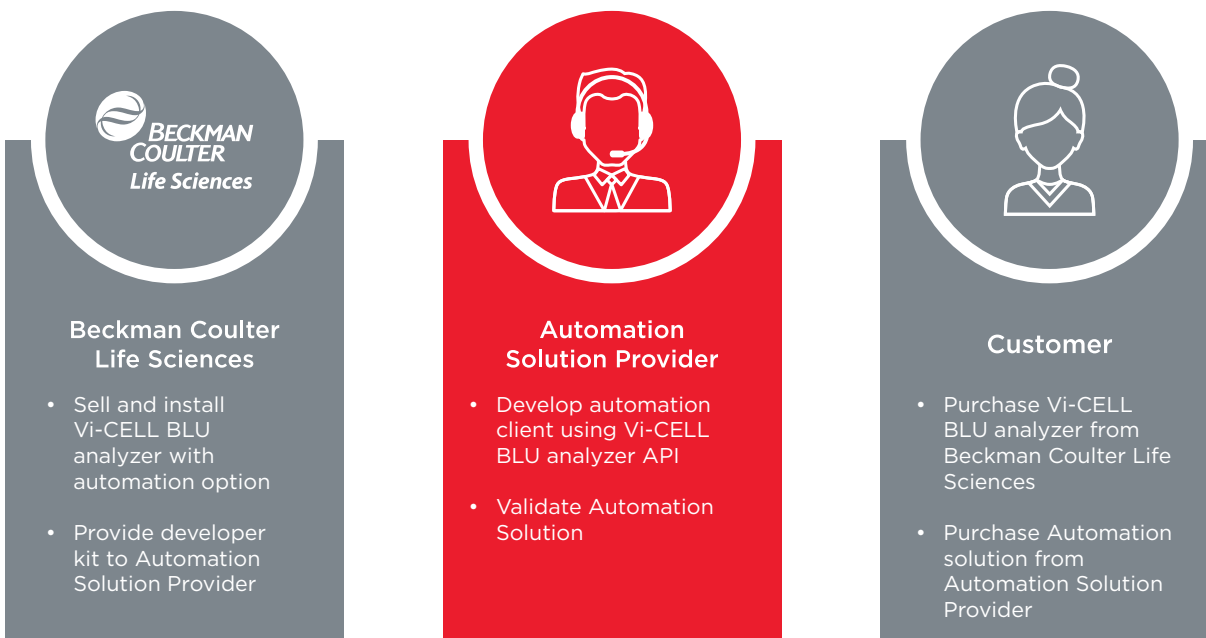 BECKMAN
COULTER
Life Sciences
Beckman Coulter
Life Sciences
• Sell and install
Vi-CELL BLU
analyzer with
automation option
• Provide developer
kit to Automation
Solution Provider
Automation
Solution Provider
• Develop automation
client using Vi-CELL
BLU analyzer API
• Validate Automation
Solution
Customer
• Purchase Vi-CELL
BLU analyzer from
Beckman Coulter Life
Sciences
• Purchase Automation
solution from
Automation Solution
Provider